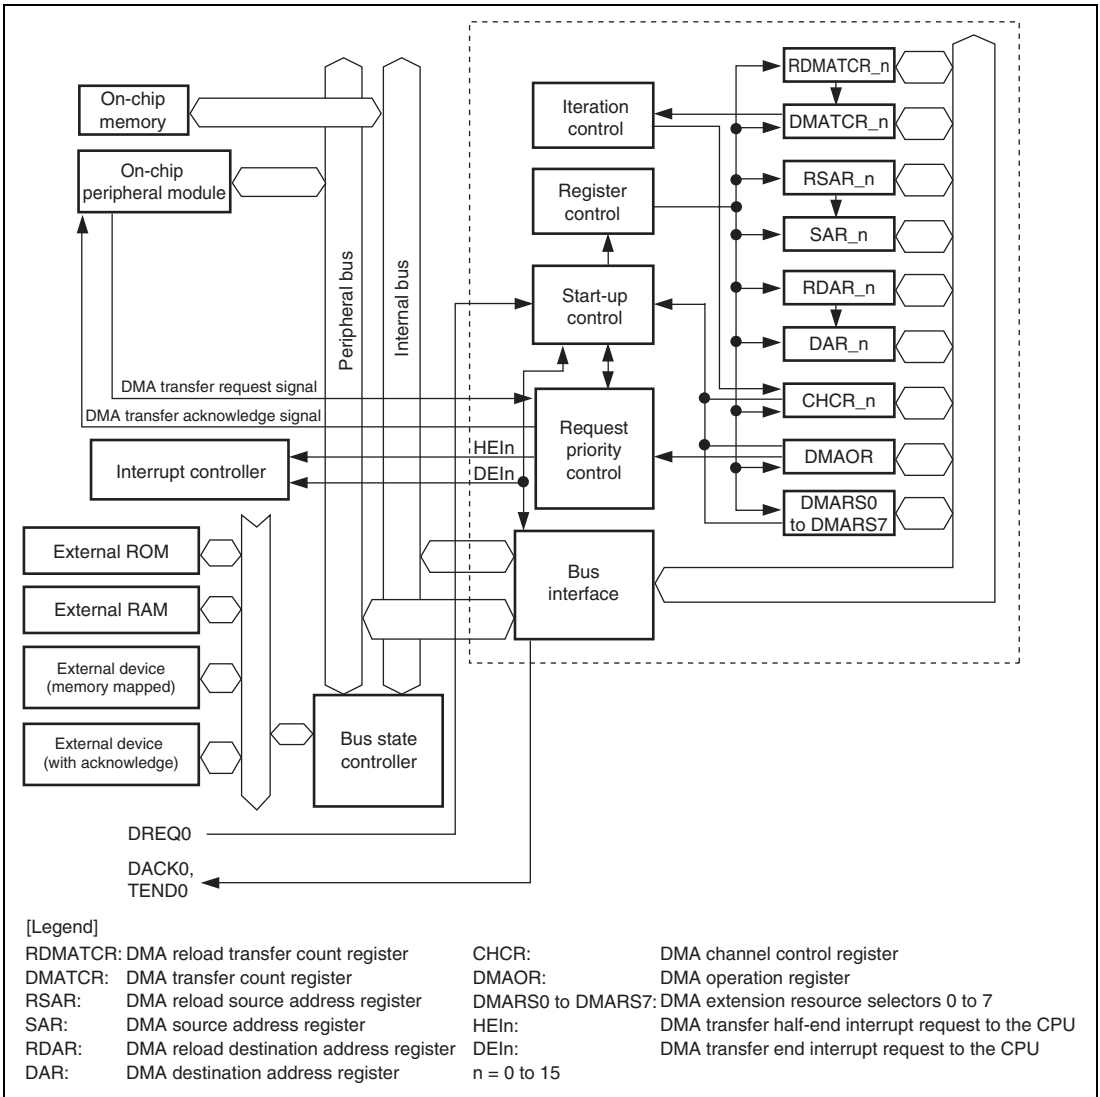 On-chip
memory
On-chip
peripheral module
Peripheral bus
Internal bus
DMA transfer request signal
DMA transfer acknowledge signal
Interrupt controller
HEIn
DEIn
External ROM
External RAM
External device
(memory mapped)
External device
(with acknowledge)
Bus state
controller
DREQ0
DACK0,
TEND0
Iteration
control
Register
control
Start-up
control
Request
priority
control
Bus
interface
RDMATCR_n
DMATCR_n
RSAR_n
SAR_n
RDAR_n
DAR_n
CHCR_n
DMAOR
DMARS0
to DMARS7
[Legend]
RDMATCR: DMA reload transfer count register
DMATCR: DMA transfer count register
RSAR: DMA reload source address register
SAR: DMA source address register
RDAR: DMA reload destination address register
DAR: DMA destination address register
CHCR: DMA channel control register
DMAOR: DMA operation register
DMARS0 to DMARS7: DMA extension resource selectors 0 to 7
HEIn: DMA transfer half-end interrupt request to the CPU
DEIn: DMA transfer end interrupt request to the CPU
n = 0 to 15